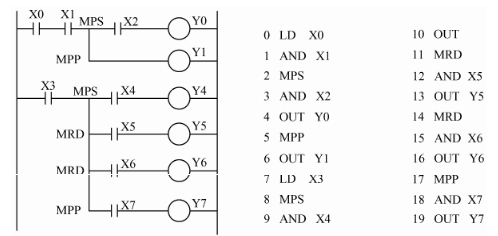 X0 X1 MPS X2 Y0
MPP Y1
X3 MPS X4 Y4
MRD X5 Y5
MRD X6 Y6
MPP X7 Y7
0 LD X0
1 AND X1
2 MPS
3 AND X2
4 OUT Y0
5 MPP
6 OUT Y1
7 LD X3
8 MPS
9 AND X4
10 OUT
11 MRD
12 AND X5
13 OUT Y5
14 MRD
15 AND X6
16 OUT Y6
17 MPP
18 AND X7
19 OUT Y7